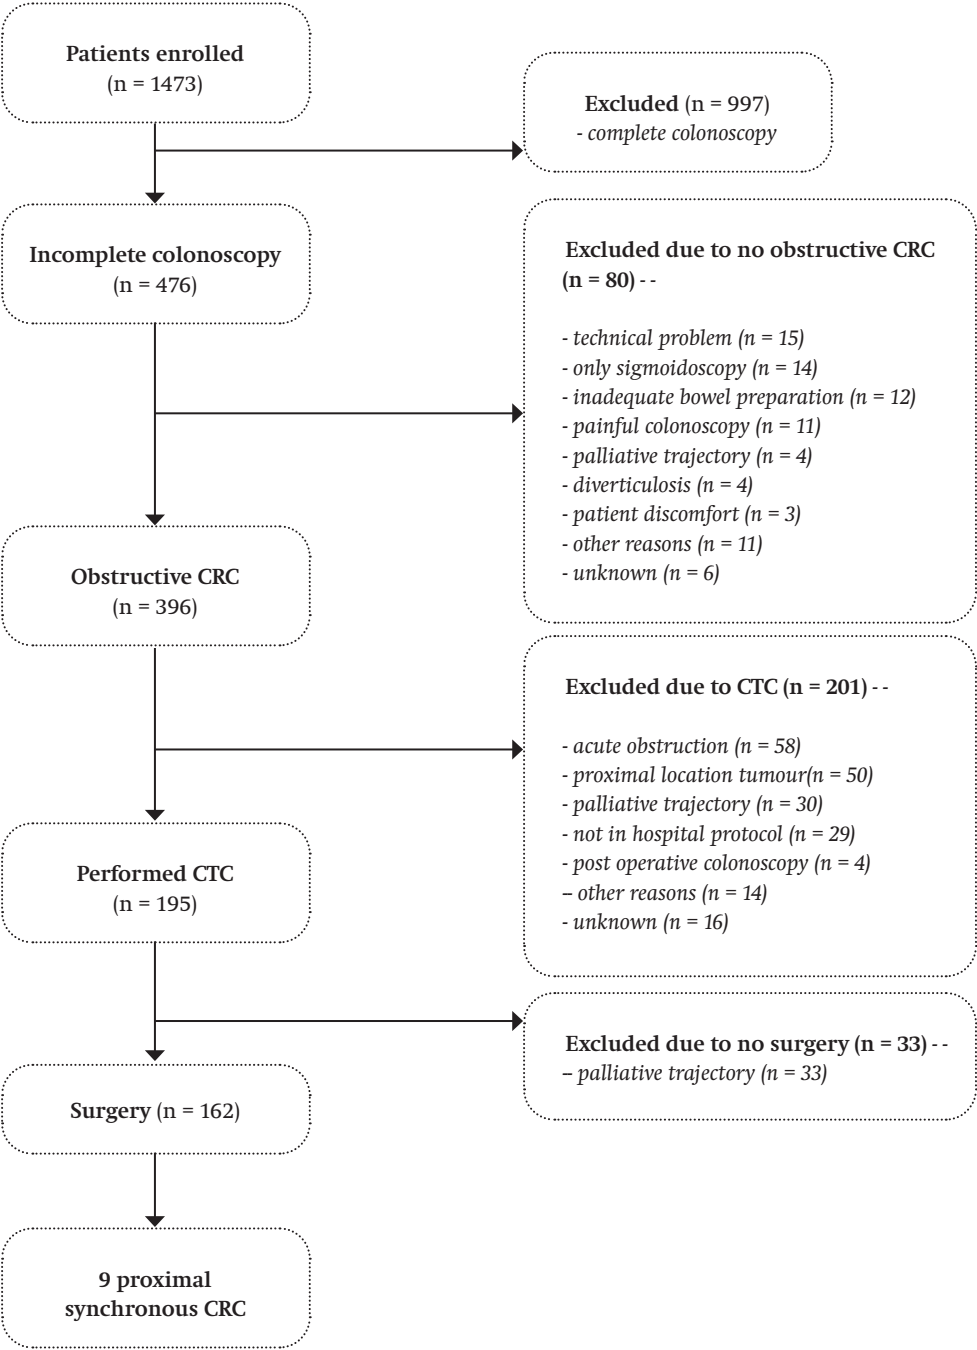 Patients enrolled
(n = 1473)
Excluded (n = 997)
- complete colonoscopy
Incomplete colonoscopy
(n = 476)
Excluded due to no obstructive CRC
(n = 80) - -
- technical problem (n = 15)
- only sigmoidoscopy (n = 14)
- inadequate bowel preparation (n = 12)
- painful colonoscopy (n = 11)
- palliative trajectory (n = 4)
- diverticulosis (n = 4)
- patient discomfort (n = 3)
- other reasons (n = 11)
- unknown (n = 6)
Obstructive CRC
(n = 396)
Excluded due to CTC (n = 201) - -
- acute obstruction (n = 58)
- proximal location tumour(n = 50)
- palliative trajectory (n = 30)
- not in hospital protocol (n = 29)
- post operative colonoscopy (n = 4)
– other reasons (n = 14)
- unknown (n = 16)
Performed CTC
(n = 195)
Excluded due to no surgery (n = 33) - -
– palliative trajectory (n = 33)
Surgery (n = 162)
9 proximal
synchronous CRC